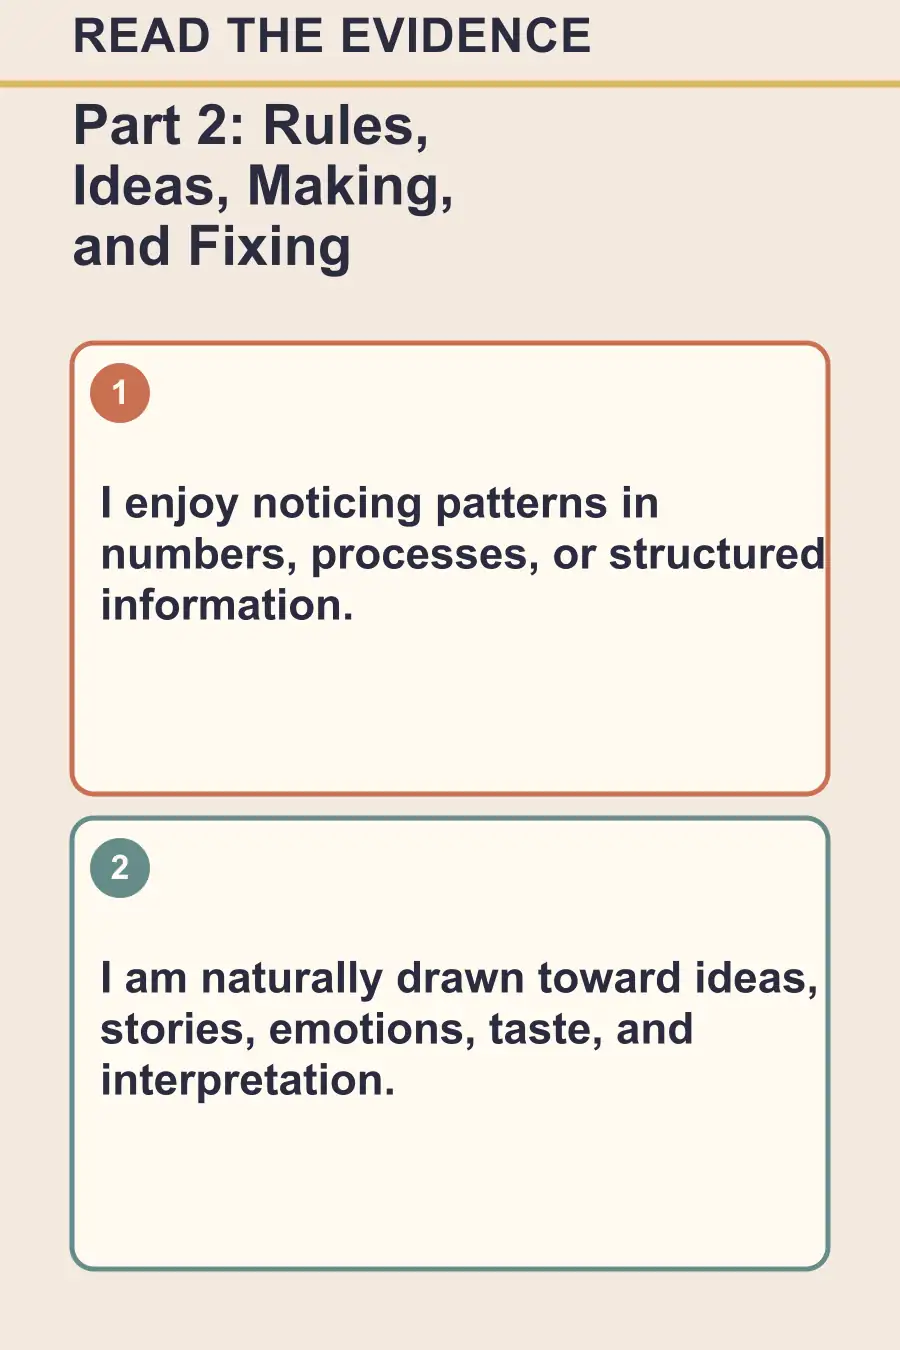 READ THE EVIDENCE
Part 2: Rules,
Ideas, Making,
and Fixing
1
I enjoy noticing patterns in
numbers, processes, or structured
information.
2
I am naturally drawn toward ideas,
stories, emotions, taste, and
interpretation.